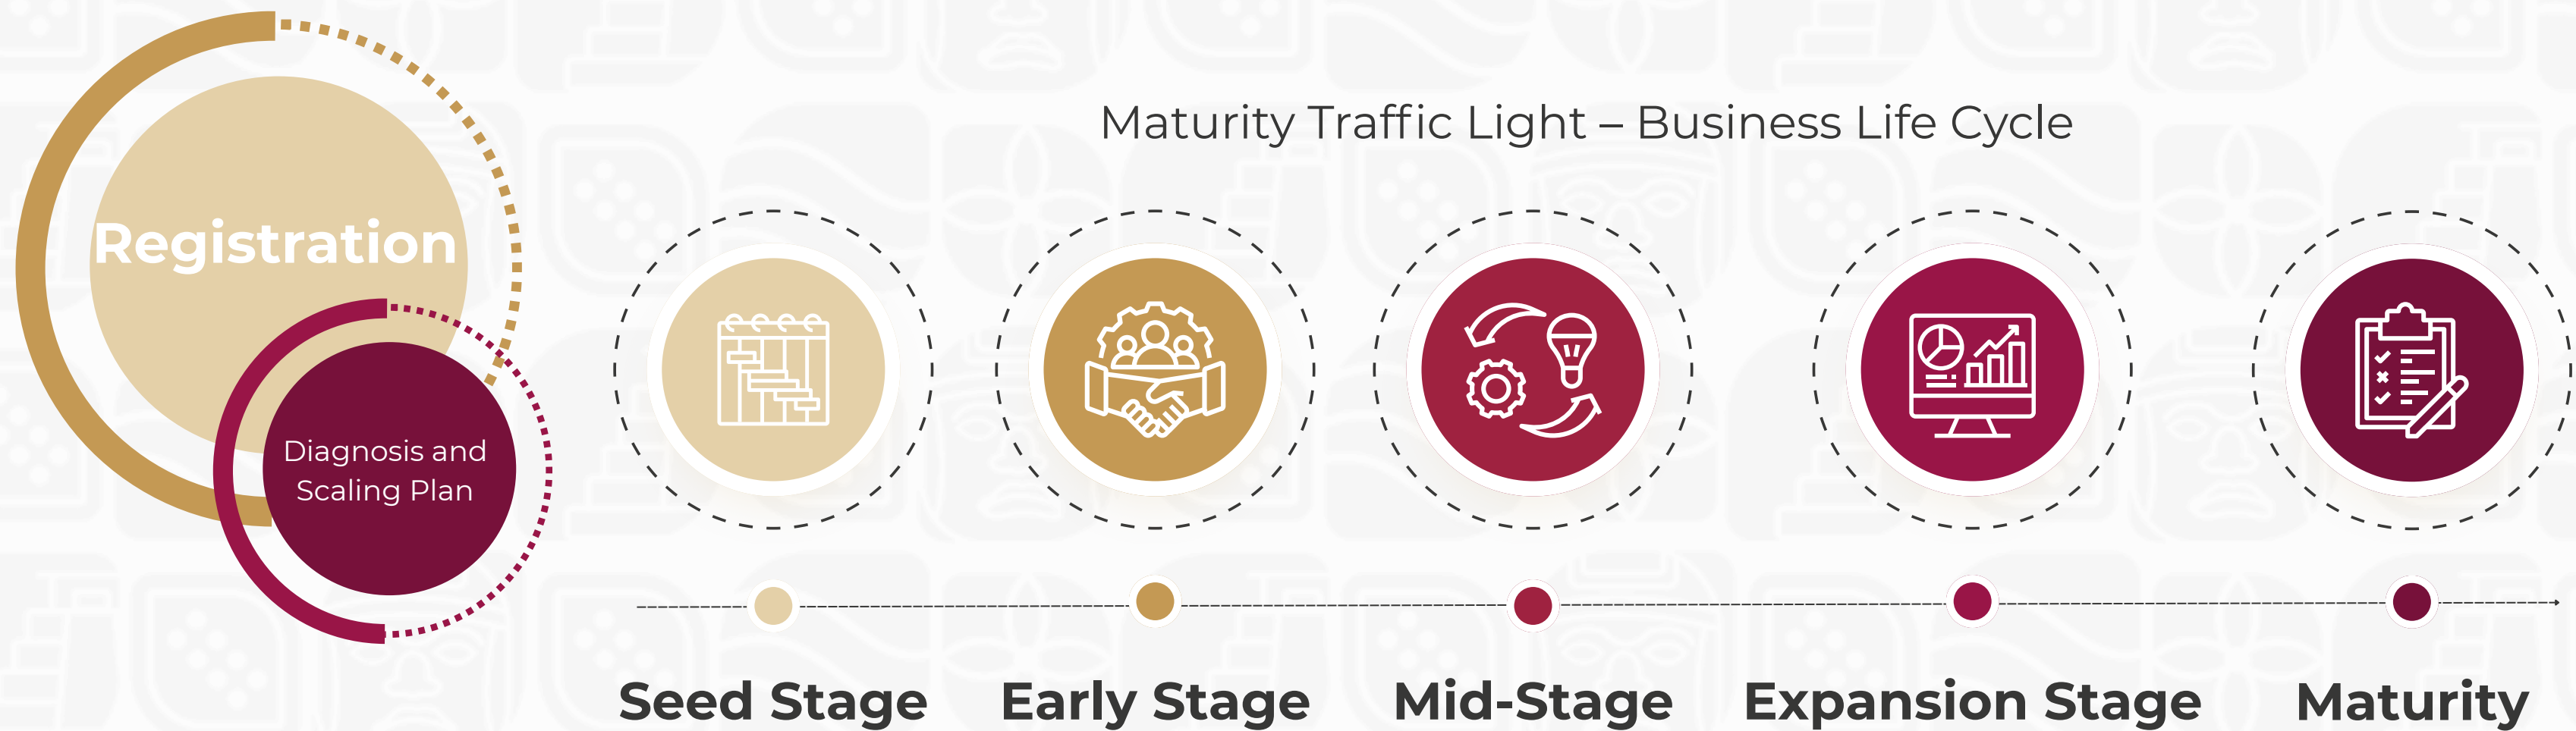 Registration
Diagnosis and
Scaling Plan
Maturity Traffic Light – Business Life Cycle
Seed Stage
Early Stage
Mid-Stage
Expansion Stage
Maturity